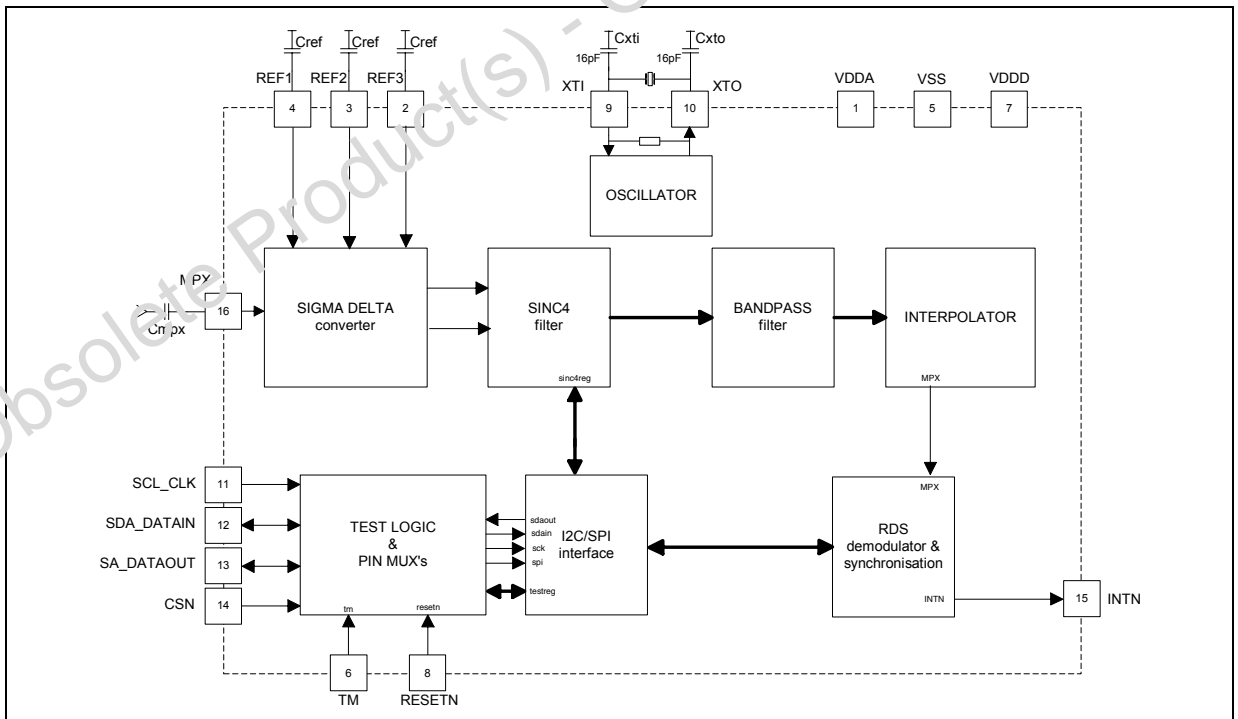 Obsolete Product(s) - O
Cref
Cref
Cref
Cxti
Cxto
16pF
16pF
REF1
REF2
REF3
XTI
XTO
VDDA
VSS
VDDD
4
3
2
9
10
1
5
7
OSCILLATOR
MPX
16
Cmpx
SIGMA DELTA
converter
SINC4
filter
sinc4reg
BANDPASS
filter
INTERPOLATOR
MPX
SCL_CLK
11
SDA_DATAIN
12
SA_DATAOUT
13
CSN
14
TEST LOGIC
&
PIN MUX's
tm
resetn
sdaout
sdain
sck
spi
testreg
I2C/SPI
interface
MPX
RDS
demodulator &
synchronisation
INTN
15
INTN
6
8
TM
RESETN